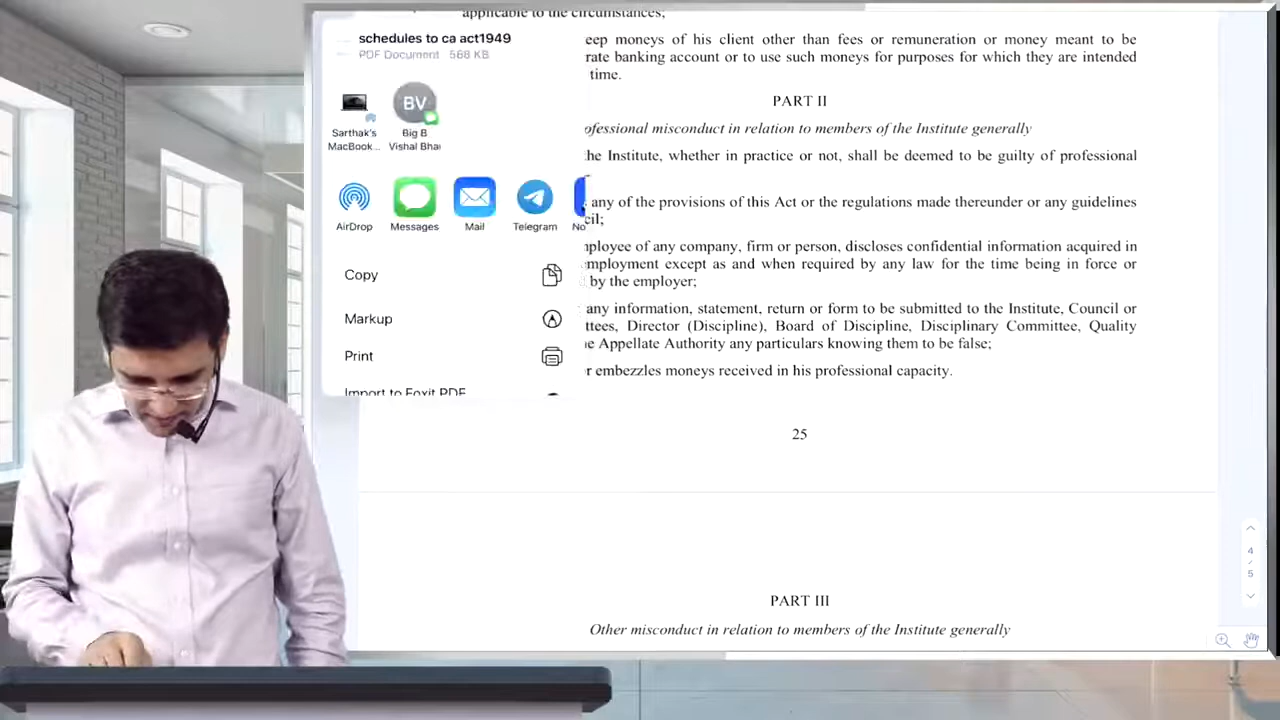 applicable to the circumstances;
schedules to ca act1949
PDF Document 568 KB
eep moneys of his client other than fees or remuneration or money meant to be
rate banking account or to use such moneys for purposes for which they are intended
time.
PART II
ofessional misconduct in relation to members of the Institute generally
he Institute, whether in practice or not, shall be deemed to be guilty of professional
any of the provisions of this Act or the regulations made thereunder or any guidelines
cil;
nployee of any company, firm or person, discloses confidential information acquired in
mployment except as and when required by any law for the time being in force or
by the employer;
any information, statement, return or form to be submitted to the Institute, Council or
ttees, Director (Discipline), Board of Discipline, Disciplinary Committee, Quality
e Appellate Authority any particulars knowing them to be false;
r embezzles moneys received in his professional capacity.
BV
Sarthak's
MacBook...
Big B
Vishal Bhai
AirDrop
Messages
Mail
Telegram
No
Copy
Markup
Print
Import to Foxit PDF
25
4
5
PART III
Other misconduct in relation to members of the Institute generally